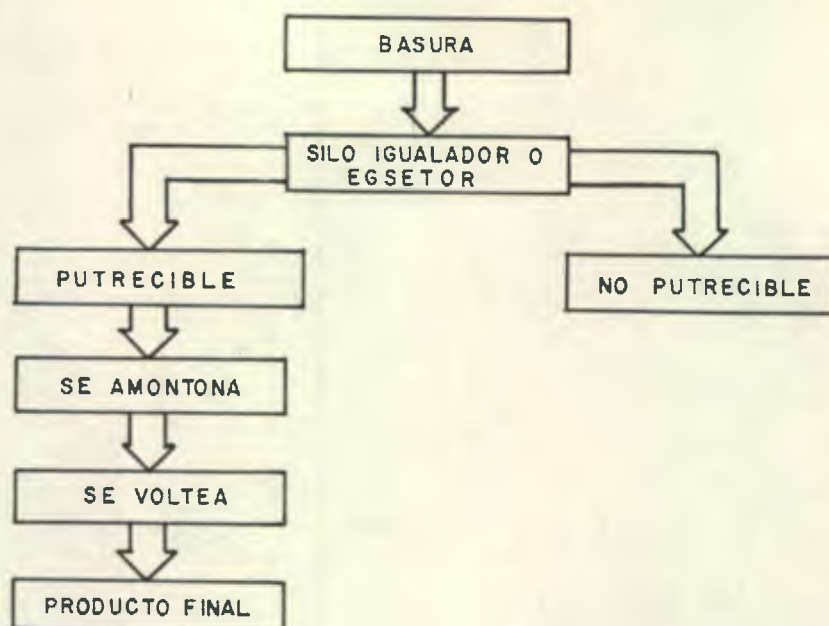 BASURA
SILO IGUALADOR O
EGSETOR
PUTRECIBLE
NO PUTRECIBLE
SE AMONTONA
SE VOLTEA
PRODUCTO FINAL